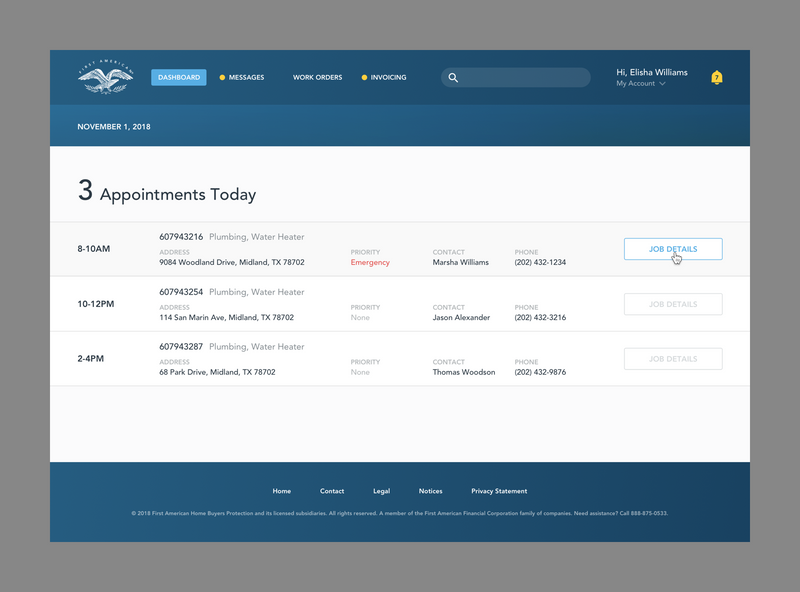 FIRST AMERICAN
DASHBOARD
MESSAGES
WORK ORDERS
INVOICING
Hi, Elisha Williams
My Account
7
NOVEMBER 1, 2018
3 Appointments Today
8-10AM
607943216 Plumbing, Water Heater
ADDRESS PRIORITY CONTACT PHONE
9084 Woodland Drive, Midland, TX 78702 Emergency Marsha Williams (202) 432-1234
JOB DETAILS
10-12PM
607943254 Plumbing, Water Heater
ADDRESS PRIORITY CONTACT PHONE
114 San Marin Ave, Midland, TX 78702 None Jason Alexander (202) 432-3216
JOB DETAILS
2-4PM
607943287 Plumbing, Water Heater
ADDRESS PRIORITY CONTACT PHONE
68 Park Drive, Midland, TX 78702 None Thomas Woodson (202) 432-9876
JOB DETAILS
Home Contact Legal Notices Privacy Statement
© 2018 First American Home Buyers Protection and its licensed subsidiaries. All rights reserved. A member of the First American Financial Corporation family of companies. Need assistance? Call 888-875-0533.